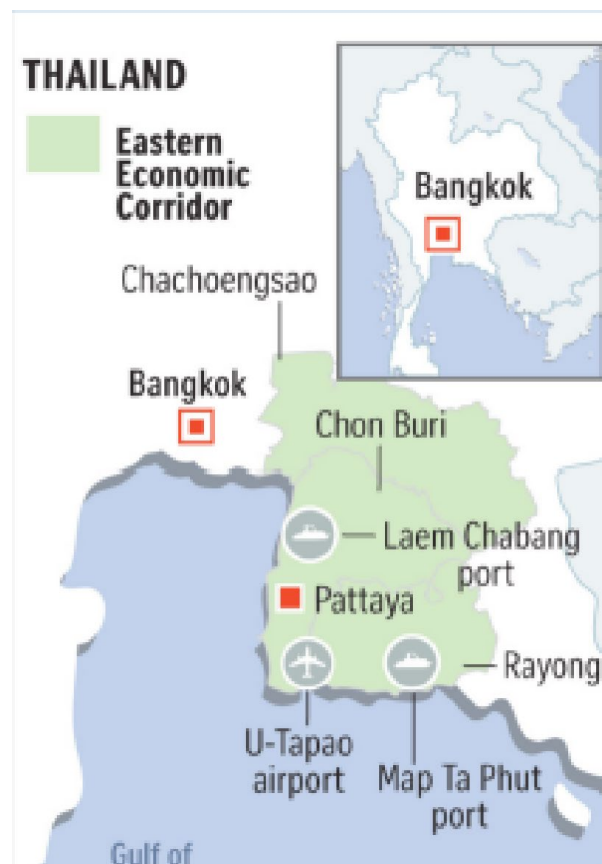 THAILAND
Eastern
Economic
Corridor
Bangkok
Chachoengsao
Bangkok
Chon Buri
Laem Chabang
port
Pattaya
Rayong
U-Tapao
airport
Map Ta Phut
port
Gulf of